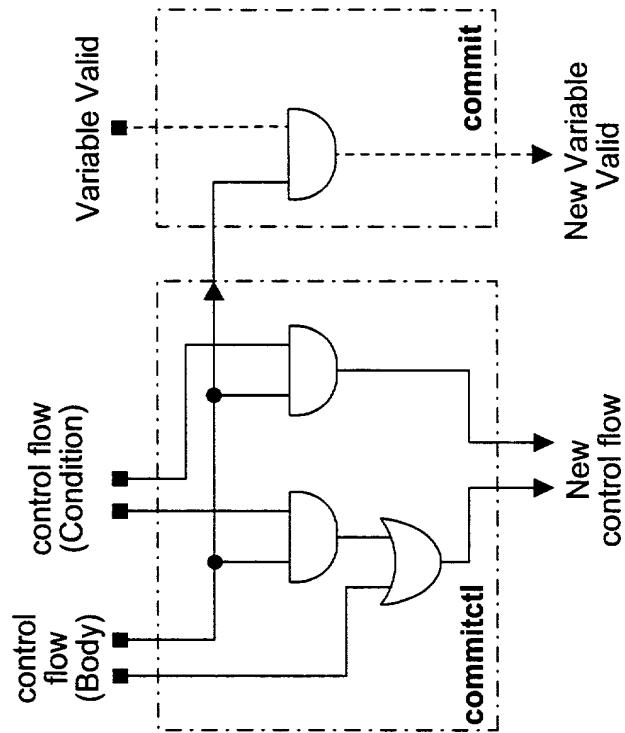 control
flow
(Body)
control flow
(Condition)
Variable Valid
commitctl
commit
New
control flow
New Variable
Valid